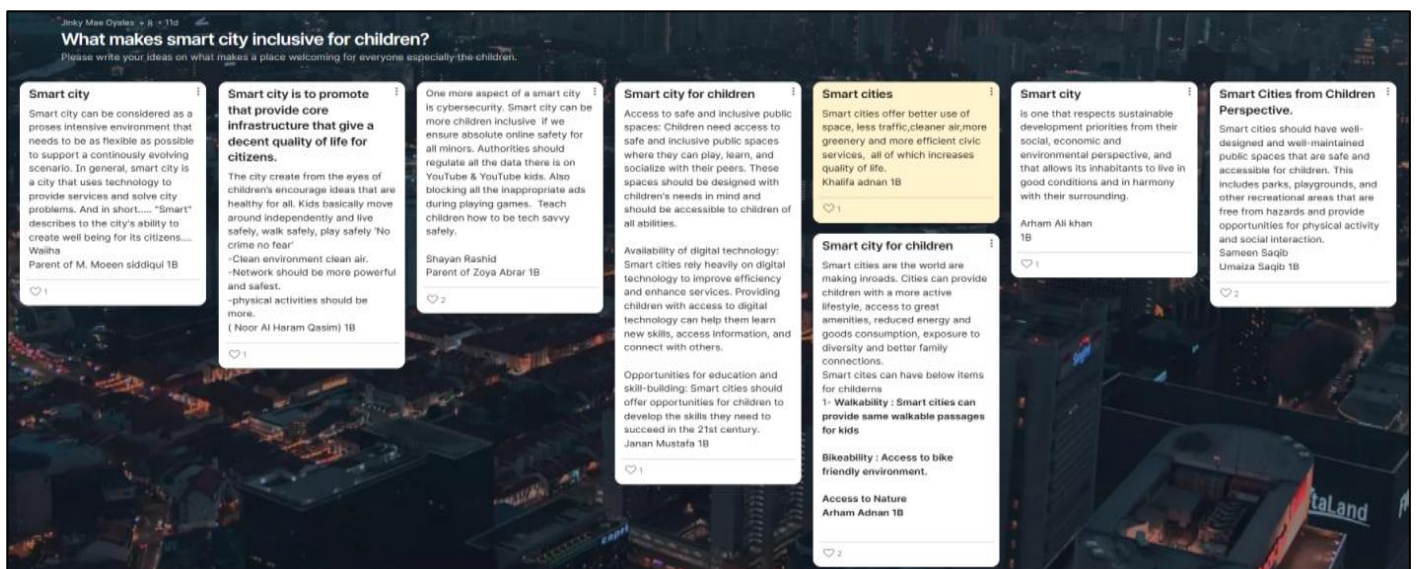 Jinky Mae Oyales + 8 • 11d
What makes smart city inclusive for children?
Please write your ideas on what makes a place welcoming for everyone especially the children.
Smart city
Smart city can be considered as a
proses intensive environment that
needs to be as flexible as possible
to support a continously evolving
scenario. In general, smart city is
a city that uses technology to
provide services and solve city
problems. And in short..... "Smart"
describes to the city's ability to
create well being for its citizens....
Waiha
Parent of M. Moeen siddiqui 1B
1
Smart city is to promote
that provide core
infrastructure that give a
decent quality of life for
citizens.
The city create from the eyes of
children's encourage ideas that are
healthy for all. Kids basically move
around independently and live
safely, walk safely, play safely 'No
crime no fear'
-Clean environment clean air.
-Network should be more powerful
and safest.
-physical activities should be
more.
( Noor Al Haram Qasim) 1B
1
One more aspect of a smart city
is cybersecurity. Smart city can be
more children inclusive if we
ensure absolute online safety for
all minors. Authorities should
regulate all the data there is on
YouTube & YouTube kids. Also
blocking all the inappropriate ads
during playing games. Teach
children how to be tech savvy
safely.
Shayan Rashid
Parent of Zoya Abrar 1B
2
Smart city for children
Access to safe and inclusive public
spaces: Children need access to
safe and inclusive public spaces
where they can play, learn, and
socialize with their peers. These
spaces should be designed with
children's needs in mind and
should be accessible to children of
all abilities.
Availability of digital technology:
Smart cities rely heavily on digital
technology to improve efficiency
and enhance services. Providing
children with access to digital
technology can help them learn
new skills, access information, and
connect with others.
Opportunities for education and
skill-building: Smart cities should
offer opportunities for children to
develop the skills they need to
succeed in the 21st century.
Janan Mustafa 1B
1
Smart cities
Smart cities offer better use of
space, less traffic,cleaner air,more
greenery and more efficient civic
services, all of which increases
quality of life.
Khalifa adnan 1B
1
Smart city for children
Smart cities are the world are
making inroads. Cities can provide
children with a more active
lifestyle, access to great
amenities, reduced energy and
goods consumption, exposure to
diversity and better family
connections.
Smart cites can have below items
for childerns
1- Walkability : Smart cities can
provide same walkable passages
for kids
Bikeability : Access to bike
friendly environment.
Access to Nature
Arham Adnan 1B
2
Smart city
is one that respects sustainable
development priorities from their
social, economic and
environmental perspective, and
that allows its inhabitants to live in
good conditions and in harmony
with their surrounding.
Arham Ali khan
1B
1
Smart Cities from Children
Perspective.
Smart cities should have well-
designed and well-maintained
public spaces that are safe and
accessible for children. This
includes parks, playgrounds, and
other recreational areas that are
free from hazards and provide
opportunities for physical activity
and social interaction.
Sameen Saqib
Umaiza Saqib 1B
2
taLand